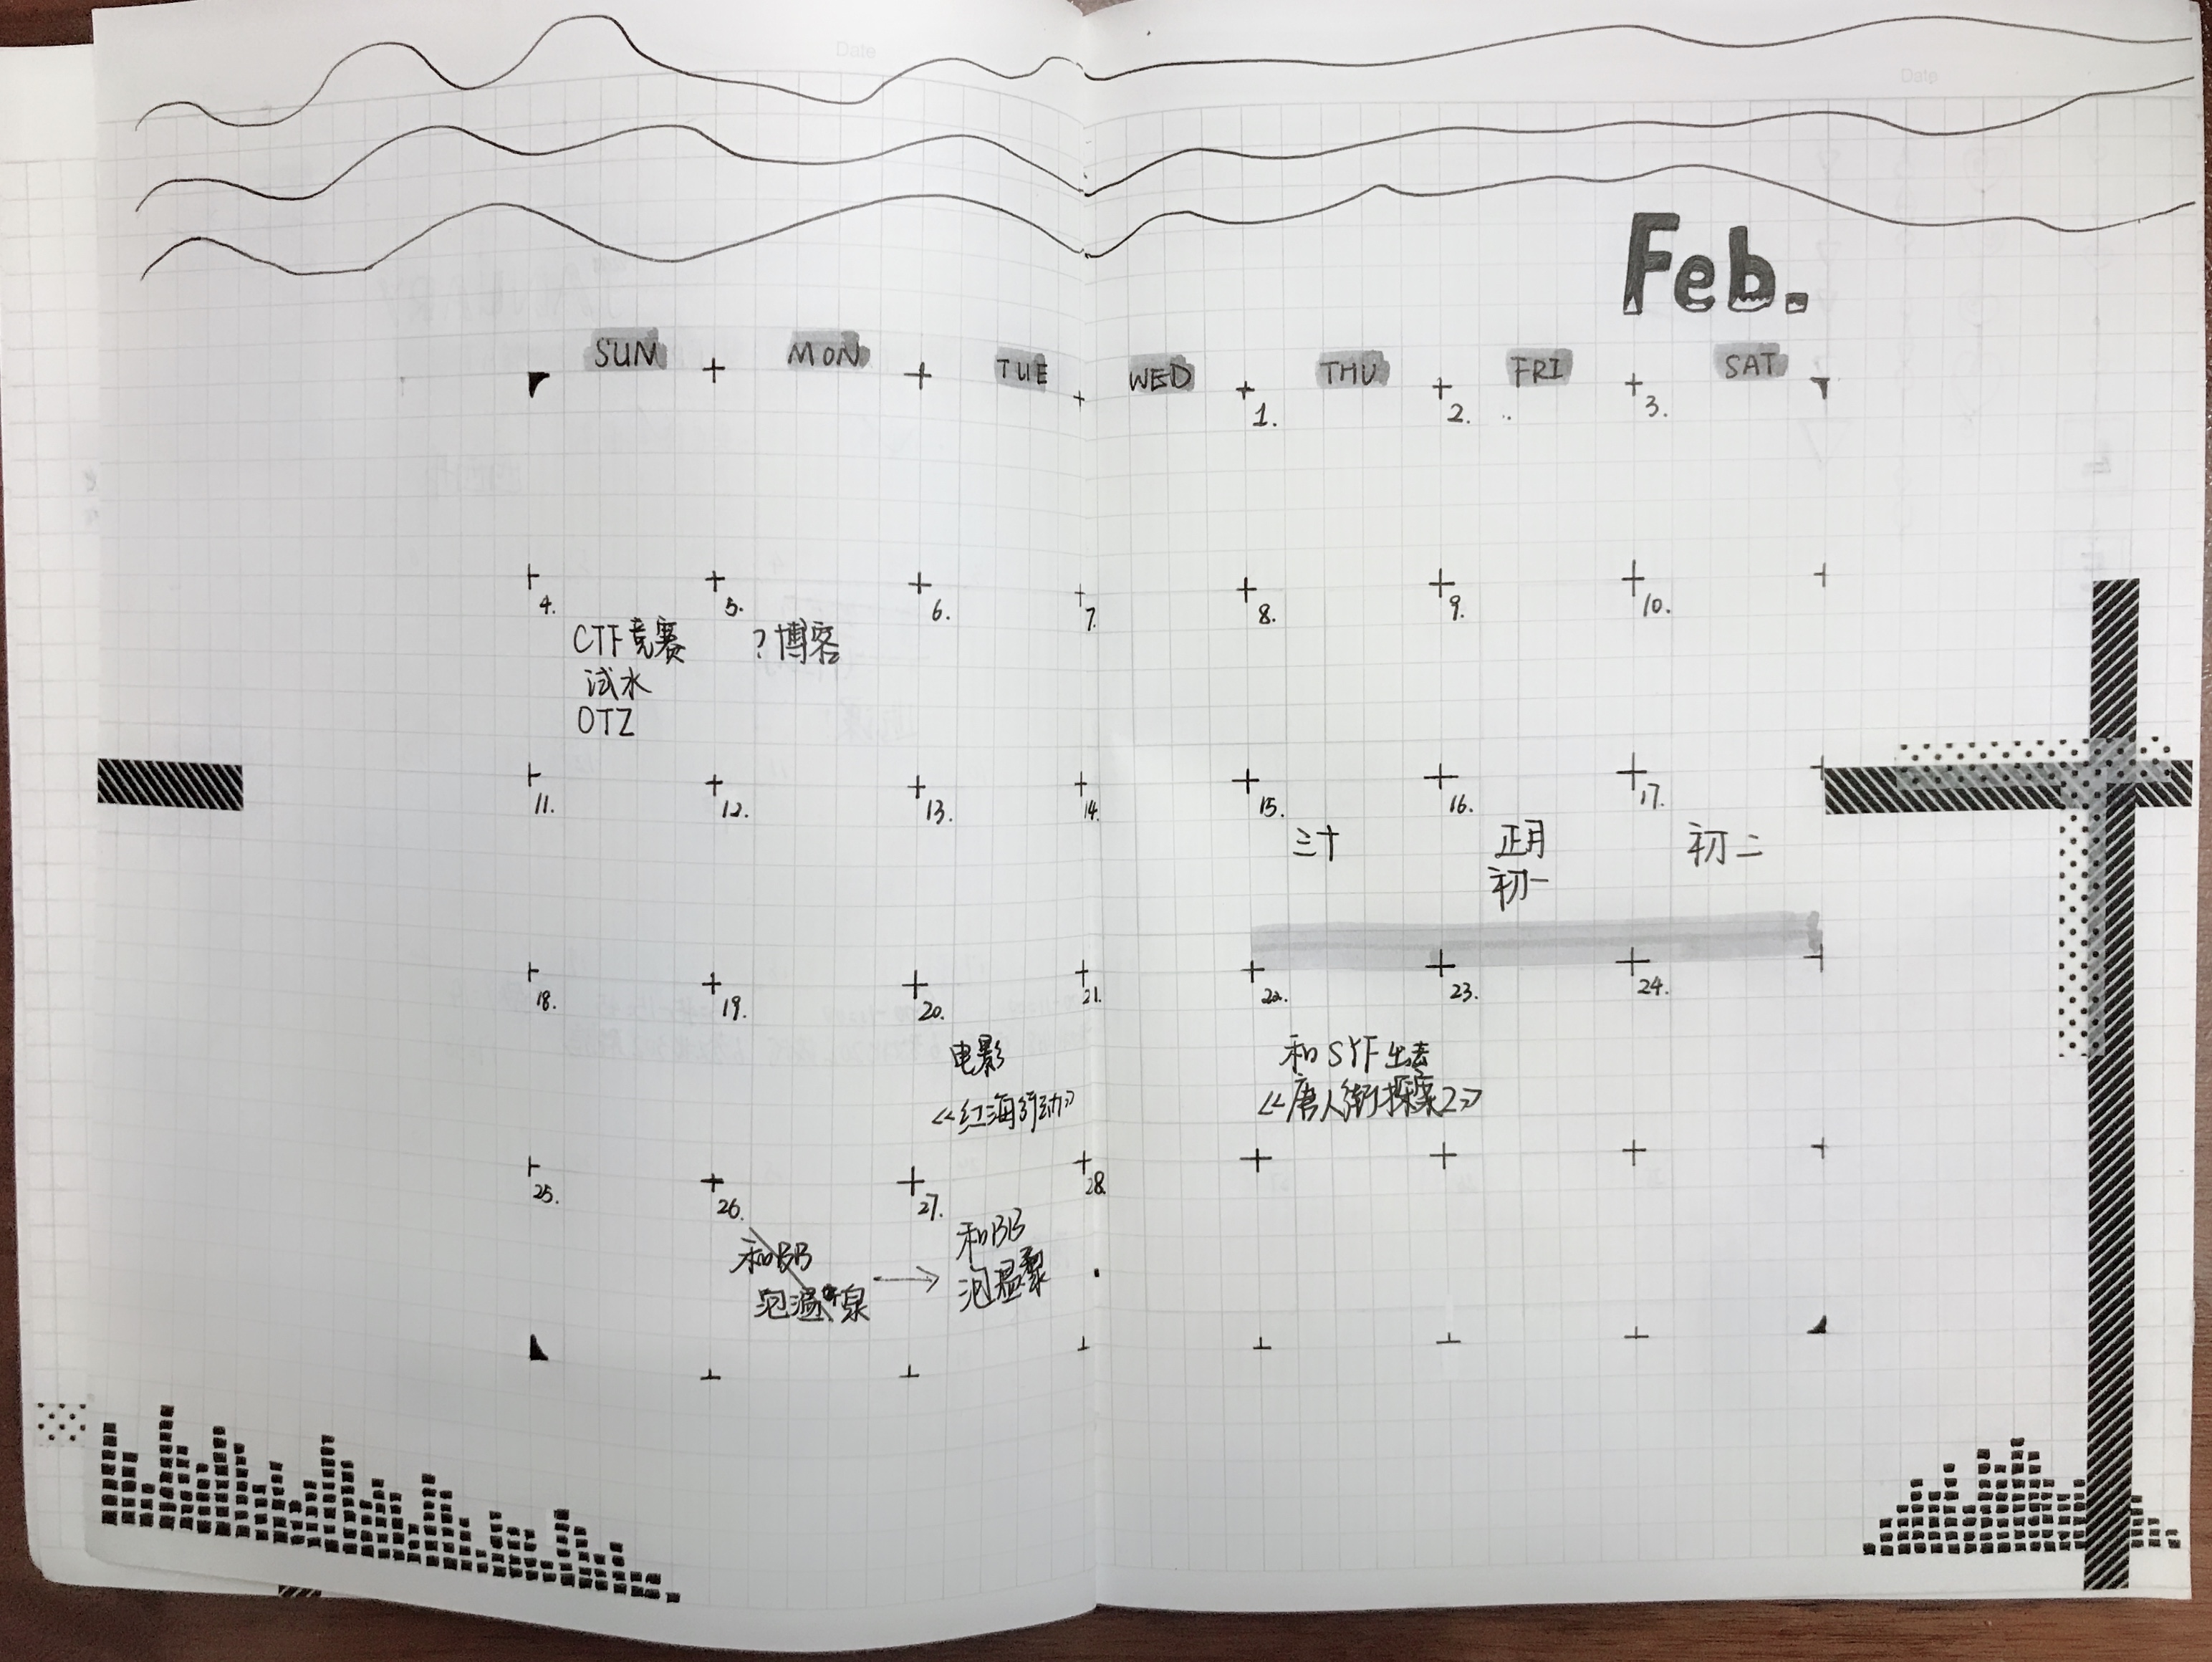 Date
Date
Feb.
SUN MON TUE WED THU FRI SAT
1. 2. 3.
4. 5. 6. 7. 8. 9. 10.
CTF竞赛
试水
OTZ
?博客
11. 12. 13. 14. 15. 16. 17.
三十
正月
初一
初二
18. 19. 20. 21. 22. 23. 24.
电影
《红海行动》
和SYF出去
《唐人街探案2》
25. 26. 27. 28.
和BB
泡温泉
→
和BB
泡温泉